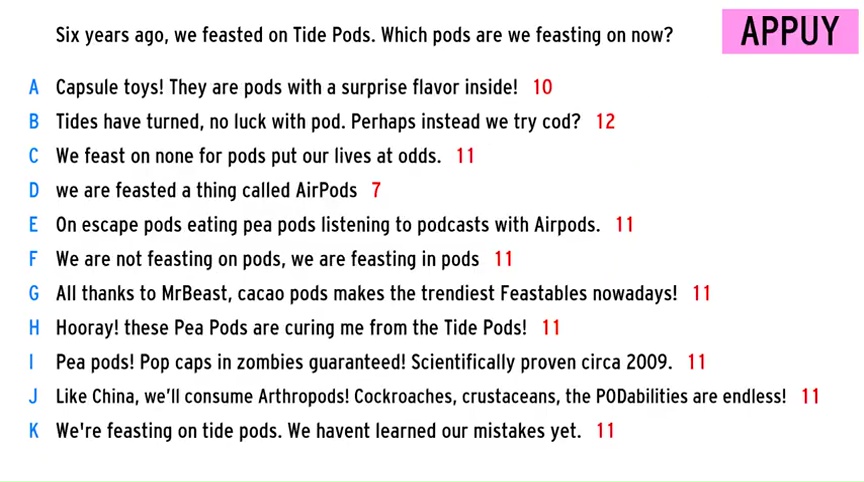 Six years ago, we feasted on Tide Pods. Which pods are we feasting on now?
APPUY
A Capsule toys! They are pods with a surprise flavor inside! 10
B Tides have turned, no luck with pod. Perhaps instead we try cod? 12
C We feast on none for pods put our lives at odds. 11
D we are feasted a thing called AirPods 7
E On escape pods eating pea pods listening to podcasts with Airpods. 11
F We are not feasting on pods, we are feasting in pods 11
G All thanks to MrBeast, cacao pods makes the trendiest Feastables nowadays! 11
H Hooray! these Pea Pods are curing me from the Tide Pods! 11
I Pea pods! Pop caps in zombies guaranteed! Scientifically proven circa 2009. 11
J Like China, we'll consume Arthropods! Cockroaches, crustaceans, the PODabilities are endless! 11
K We're feasting on tide pods. We havent learned our mistakes yet. 11